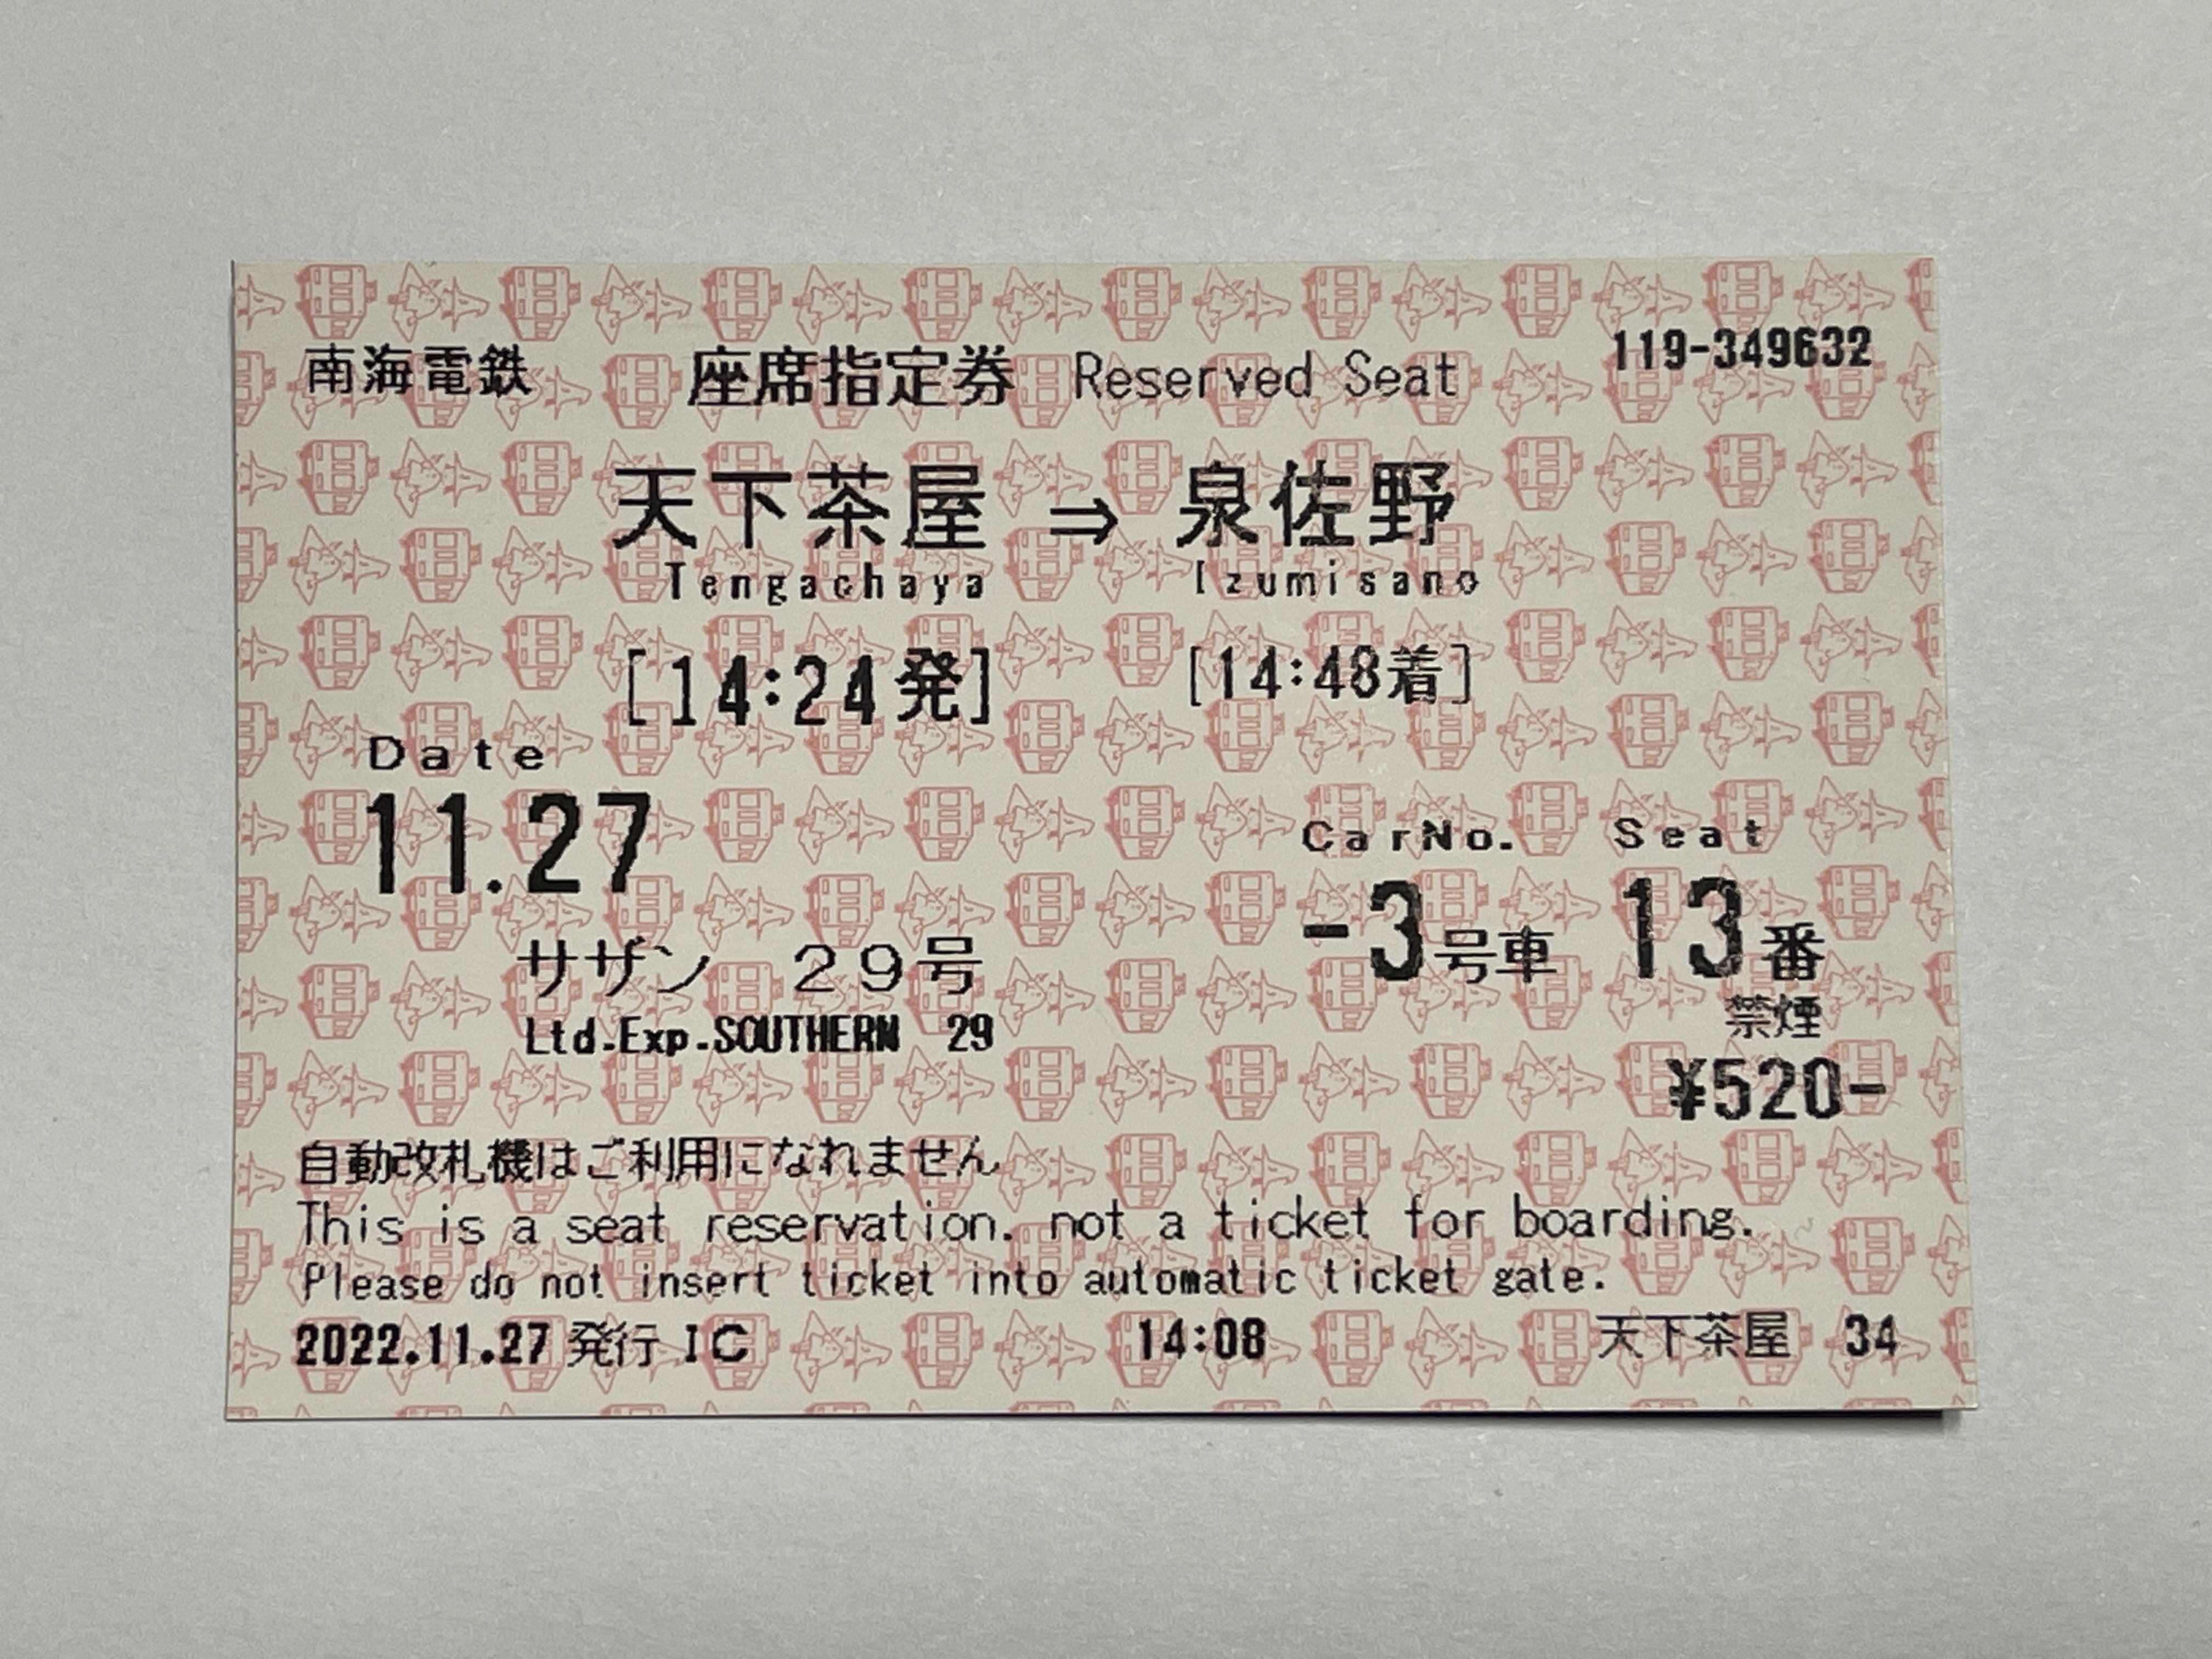 南海電鉄 座席指定券 Reserved Seat 119-349632
天下茶屋 ⇒ 泉佐野
Tengachaya Izumisano
[14:24発] [14:48着]
Date
11.27
CarNo. Seat
-3号車 13番
サザン 29号
禁煙
Ltd.Exp.SOUTHERN 29
¥520-
自動改札機はご利用になれません
This is a seat reservation. not a ticket for boarding.
Please do not insert ticket into automatic ticket gate.
2022.11.27発行 IC 14:08 天下茶屋 34